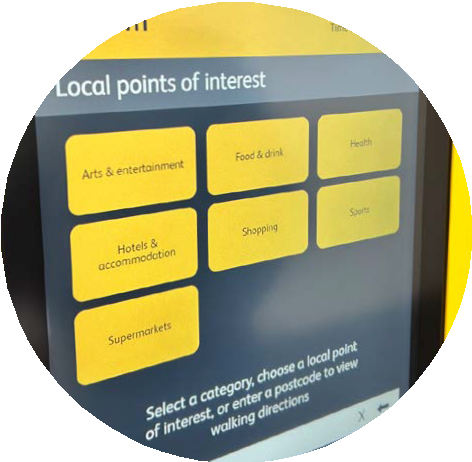 Local points of interest
Arts & entertainment
Food & drink
Health
Hotels &
accommodation
Shopping
Sports
Supermarkets
Select a category, choose a local point
of interest, or enter a postcode to view
walking directions
X